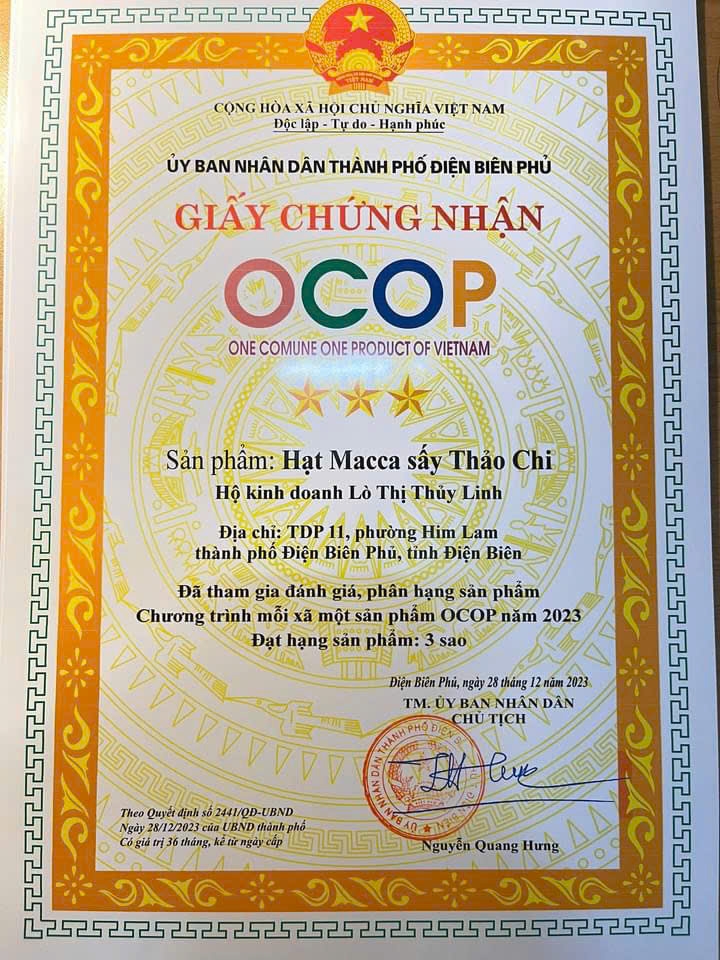 CỘNG HÒA XÃ HỘI CHỦ NGHĨA VIỆT NAM
Độc lập - Tự do - Hạnh phúc
ỦY BAN NHÂN DÂN THÀNH PHỐ ĐIỆN BIÊN PHỦ
GIẤY CHỨNG NHẬN
OCOP
ONE COMUNE ONE PRODUCT OF VIETNAM
Sản phẩm: Hạt Macca sấy Thảo Chi
Hộ kinh doanh Lò Thị Thủy Linh
Địa chỉ: TDP 11, phường Him Lam
thành phố Điện Biên Phủ, tỉnh Điện Biên
Đã tham gia đánh giá, phân hạng sản phẩm
Chương trình mỗi xã một sản phẩm OCOP năm 2023
Đạt hạng sản phẩm: 3 sao
Điện Biên Phủ, ngày 28 tháng 12 năm 2023
TM. ỦY BAN NHÂN DÂN
CHỦ TỊCH
Theo Quyết định số 2441/QĐ-UBND
Ngày 28/12/2023 của UBND thành phố
Có giá trị 36 tháng, kể từ ngày cấp
Nguyễn Quang Hưng